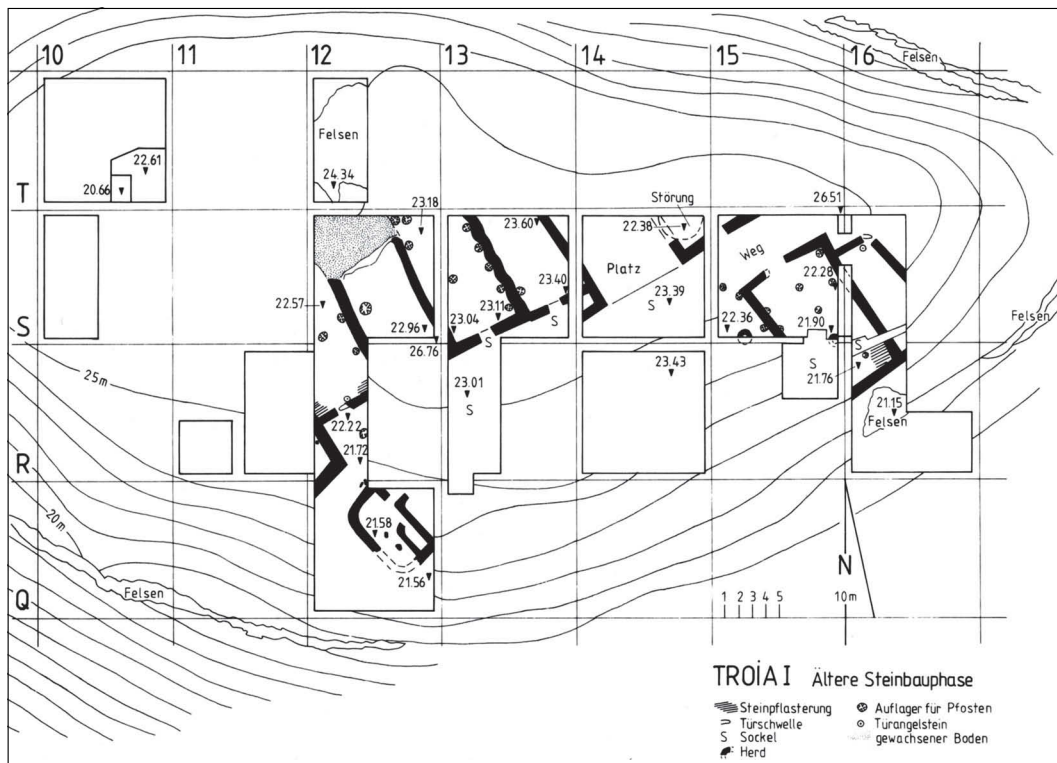 10 11 12 13 14 15 16
Felsen
22.61
20.66
Felsen
24.34
T
23.18
23.60
Störung
22.38
26.51
Weg
Platz
22.28
22.57
23.40
23.39
S
23.11
S
23.04
S
22.96
22.36
21.90
S
Felsen
26.76
S
25m
23.01
S
23.43
S
21.76
21.15
Felsen
22.22
21.72
R
20m
21.58
21.56
N
Felsen
Q
1 2 3 4 5 10m
TROİA I Ältere Steinbauphase
Steinpflasterung
Türschwelle
S Sockel
Herd
Auflager für Pfosten
Türangelstein
gewachsener Boden